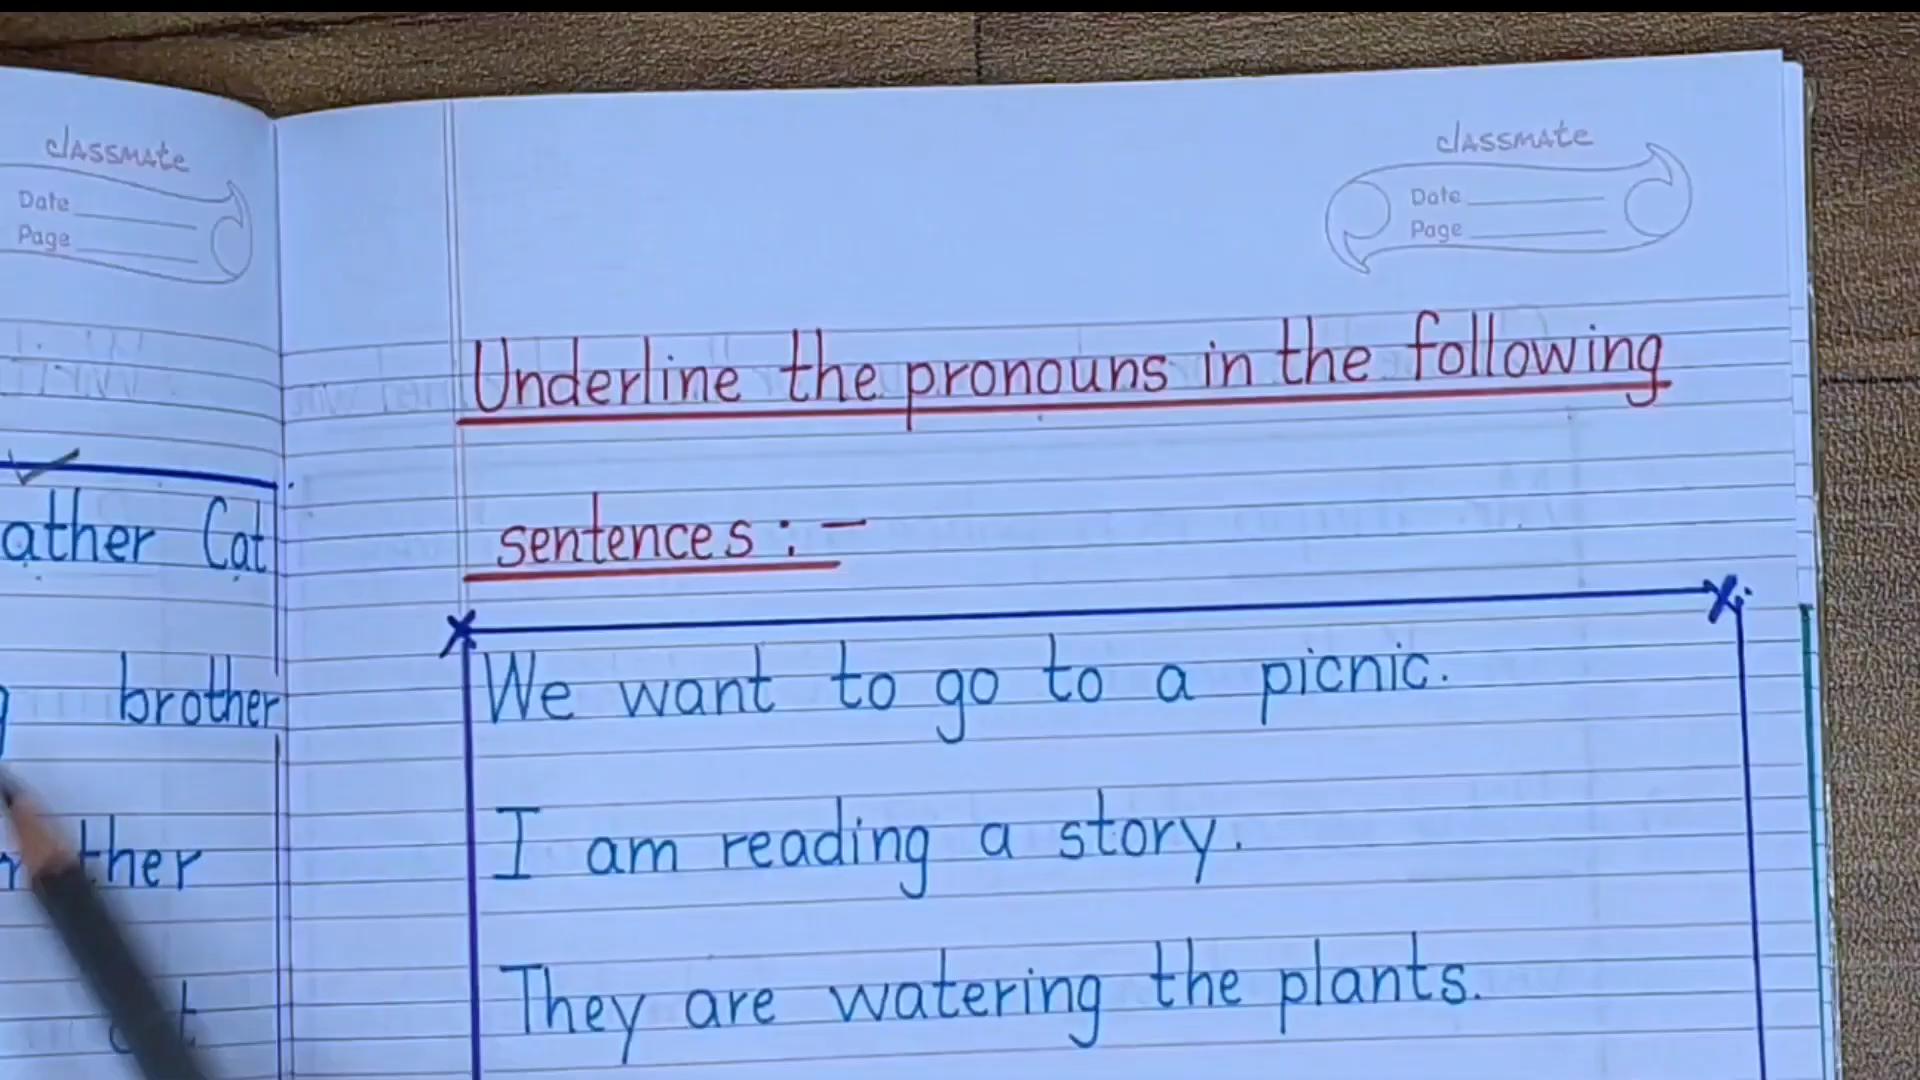 classmate
Date
Page
ather Cat
brother
ther
classmate
Date
Page
Underline the pronouns in the following
sentences : -
We want to go to a picnic.
I am reading a story.
They are watering the plants.